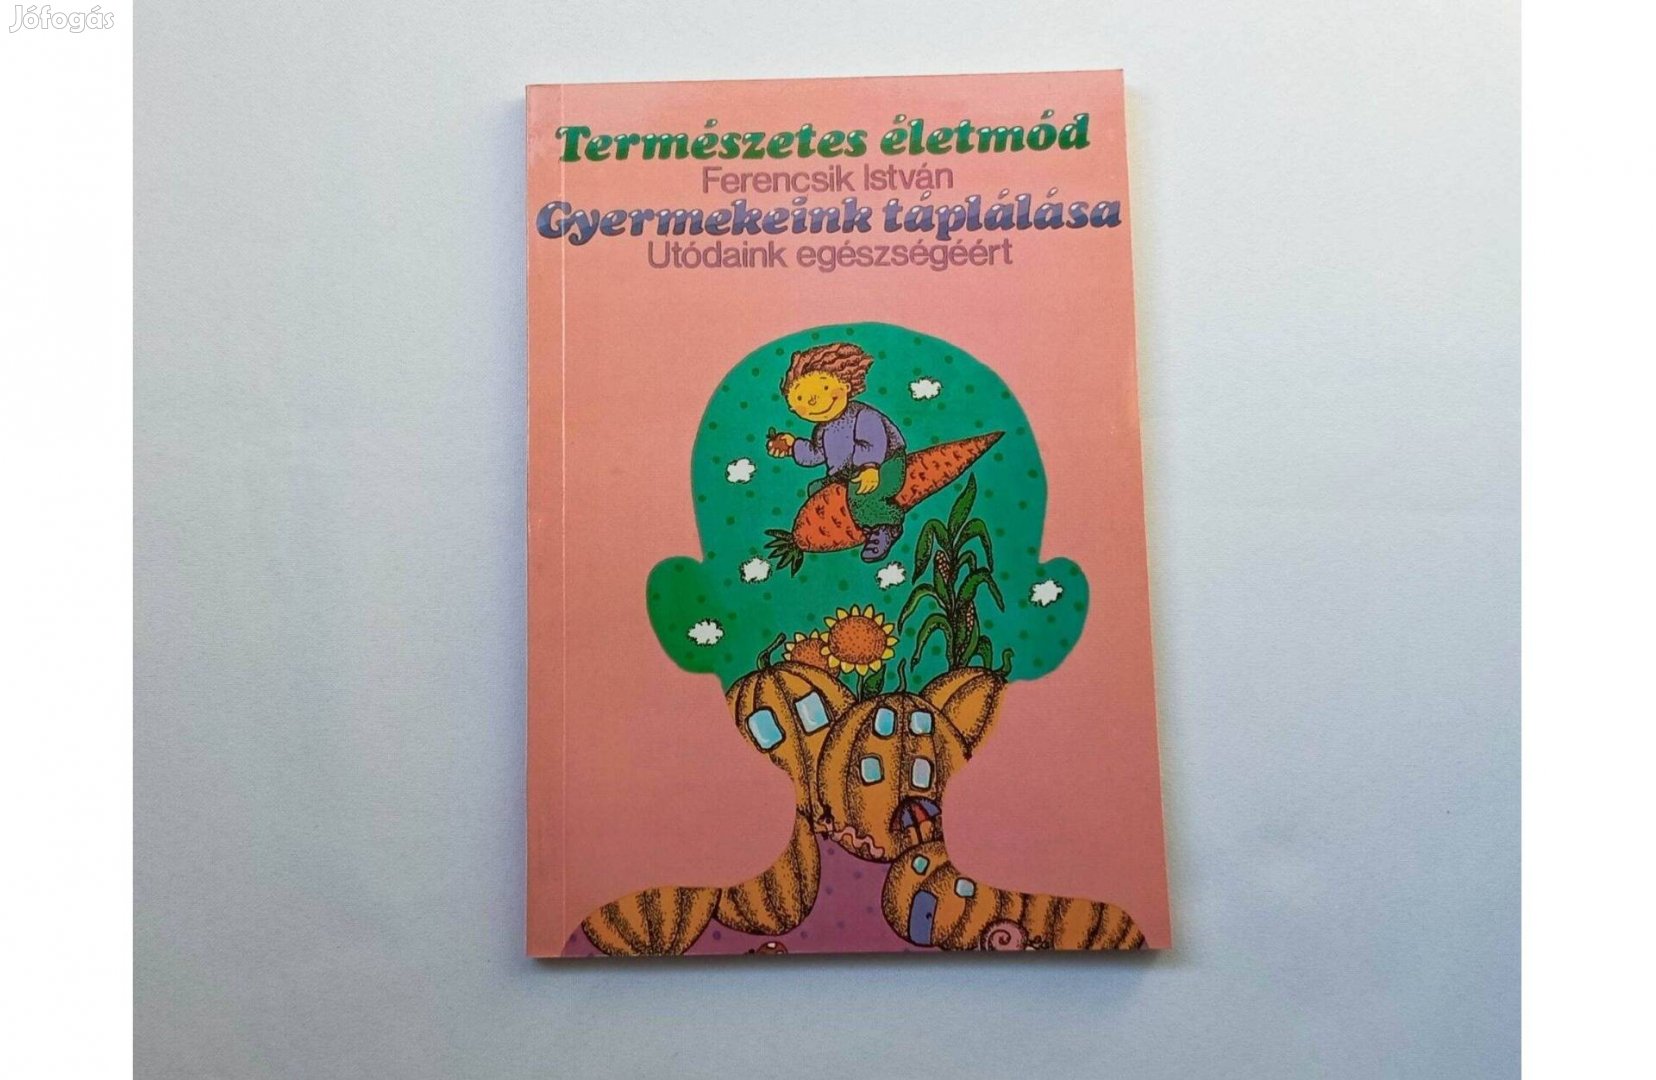 Jófogás
Természetes életmód
Ferencsik István
Gyermekeink táplálása
Utódaink egészségéért